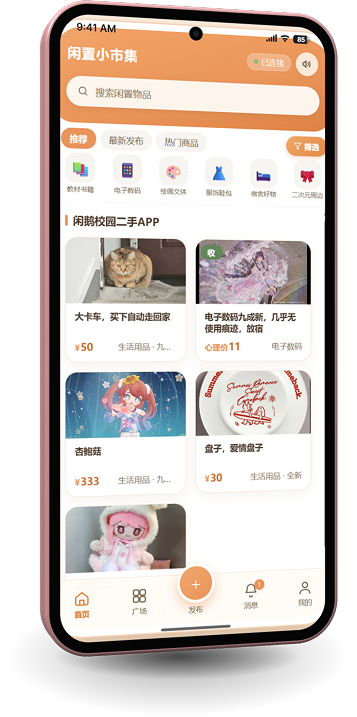 9:41 AM
85
闲置小市集
已连接
搜索闲置物品
推荐
最新发布
热门商品
筛选
教材书籍
电子数码
绘画文体
服饰鞋包
宿舍好物
二次元周边
闲鹅校园二手APP
收
大卡车，买下自动走回家
¥50
生活用品 · 九...
电子数码九成新，几乎无
使用痕迹，放宿
心理价11
电子数码
Summer Romance
Sweet
Comeback
杏鲍菇
¥333
生活用品 · 九...
盘子，爱情盘子
¥30
生活用品 · 全新
首页
广场
+
发布
1
消息
我的